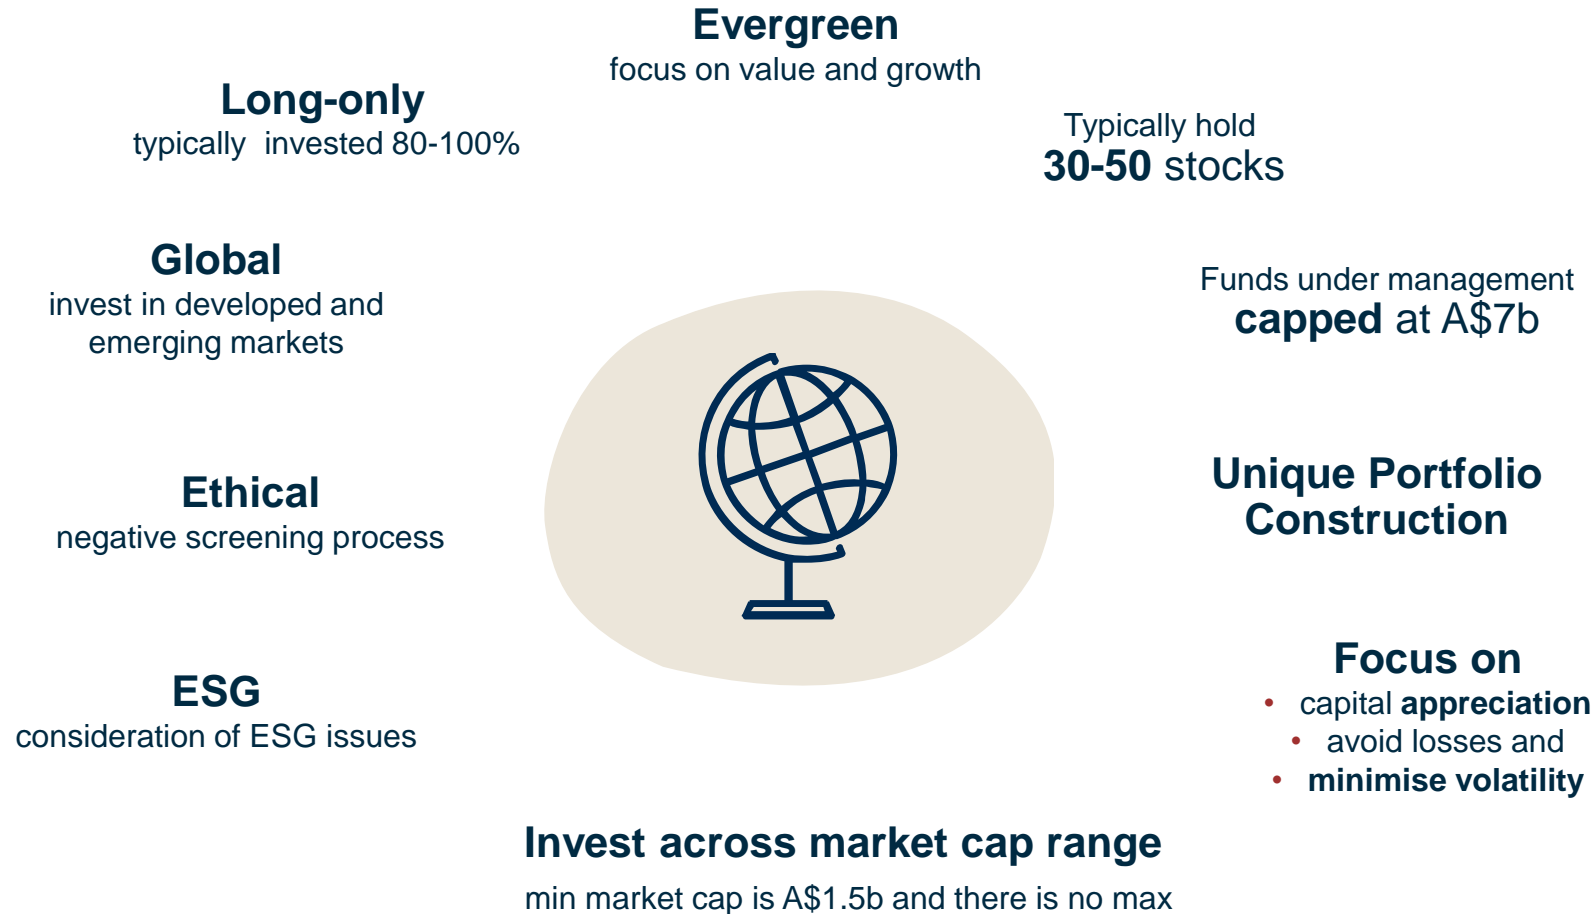 Evergreen
focus on value and growth
Long-only
typically invested 80-100%
Typically hold
30-50 stocks
Global
invest in developed and
emerging markets
Funds under management
capped at A$7b
Ethical
negative screening process
Unique Portfolio
Construction
ESG
consideration of ESG issues
Focus on
• capital appreciation
• avoid losses and
• minimise volatility
Invest across market cap range
min market cap is A$1.5b and there is no max